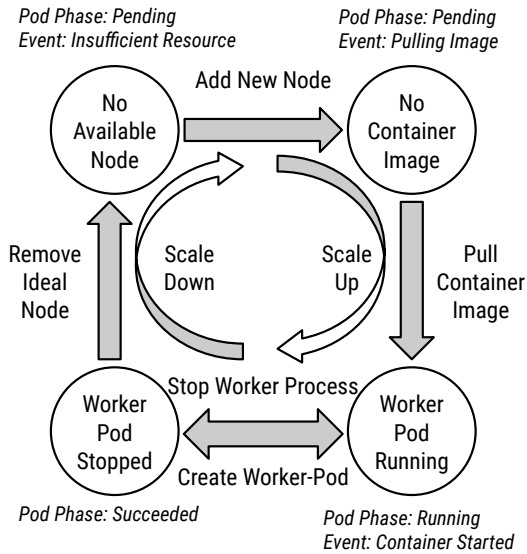 Pod Phase: Pending
Event: Insufficient Resource
Pod Phase: Pending
Event: Pulling Image
No
Available
Node
Add New Node
No
Container
Image
Remove
Ideal
Node
Scale
Down
Scale
Up
Pull
Container
Image
Worker
Pod
Stopped
Stop Worker Process
Create Worker-Pod
Worker
Pod
Running
Pod Phase: Succeeded
Pod Phase: Running
Event: Container Started